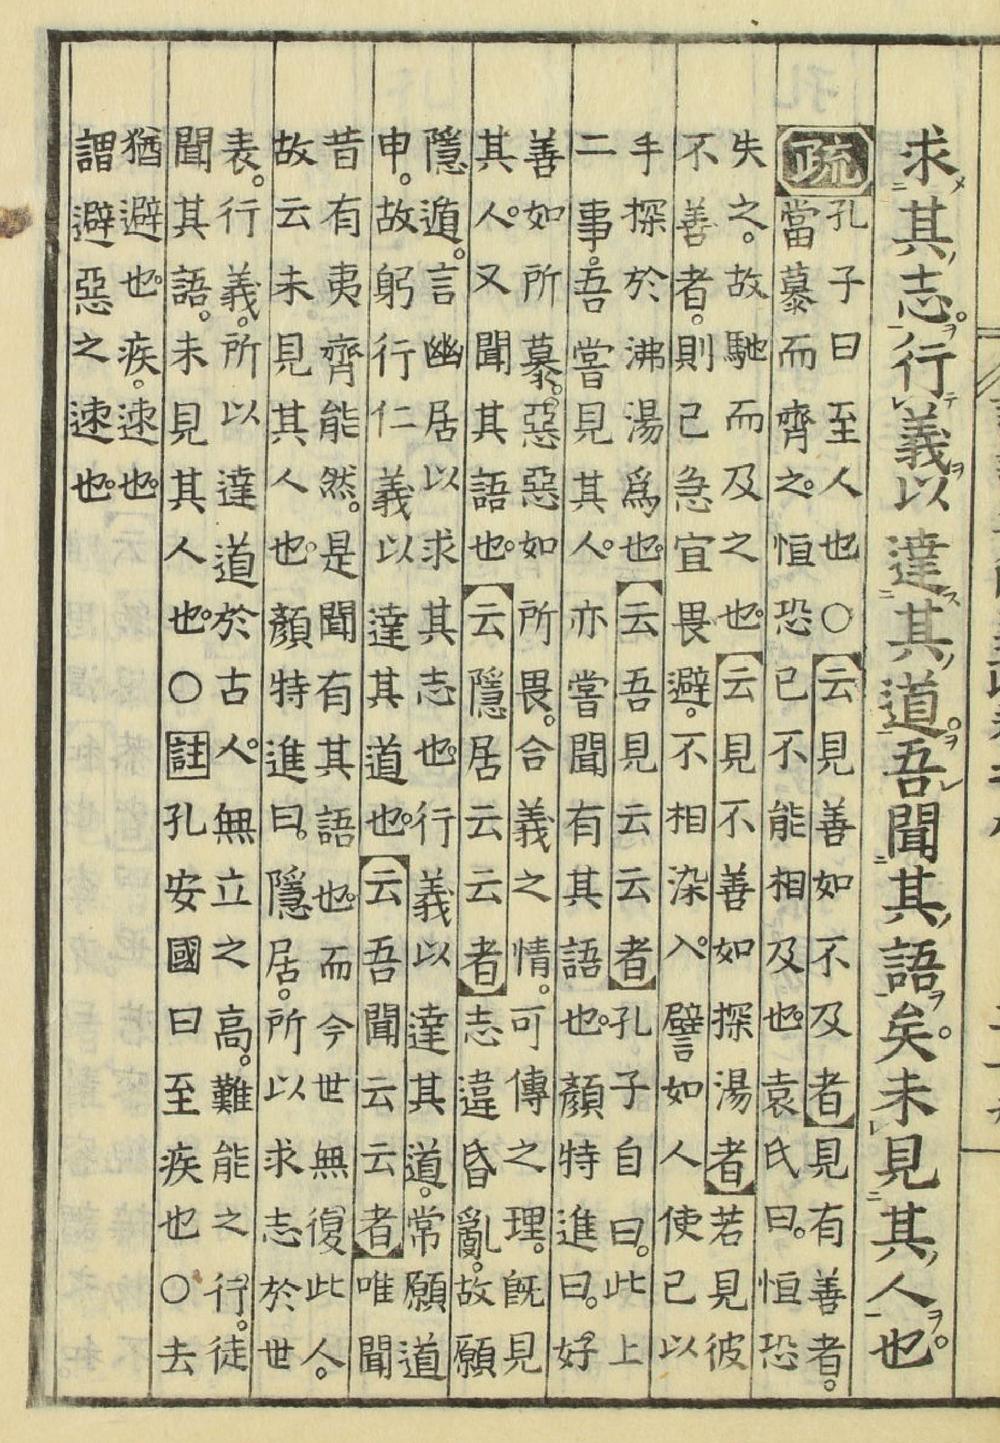 求其志。行義以達其道。吾聞其語矣。未見其人也。
疏孔子曰至人也○云見善如不及者見有善者。
當慕而齊之。恒恐己不能相及也。袁氏曰。恒恐
失之。故馳而及之也。云見不善如探湯者若見彼
不善者。則己急宜畏避。不相染入。譬如人使己以
手探於沸湯爲也。云吾見云云者孔子自曰。此上
二事。吾嘗見其人。亦嘗聞有其語也。顏特進曰。好
善如所慕。惡惡如所畏。合義之情。可傳之理。既見
其人。又聞其語也。云隱居云云者志違昏亂。故願
隱遁。言幽居以求其志也。行義以達其道。常願道
申。故躬行仁義以達其道也。云吾聞云云者唯聞
昔有夷齊能然。是聞有其語也。而今世無復此人。
故云未見其人也。顏特進曰。隱居。所以求志於世
表。行義。所以達道於古人。無立之高。難能之行。徒
聞其語。未見其人也。○註孔安國曰至疾也○去
猶避也。疾。速也。
謂避惡之速也。